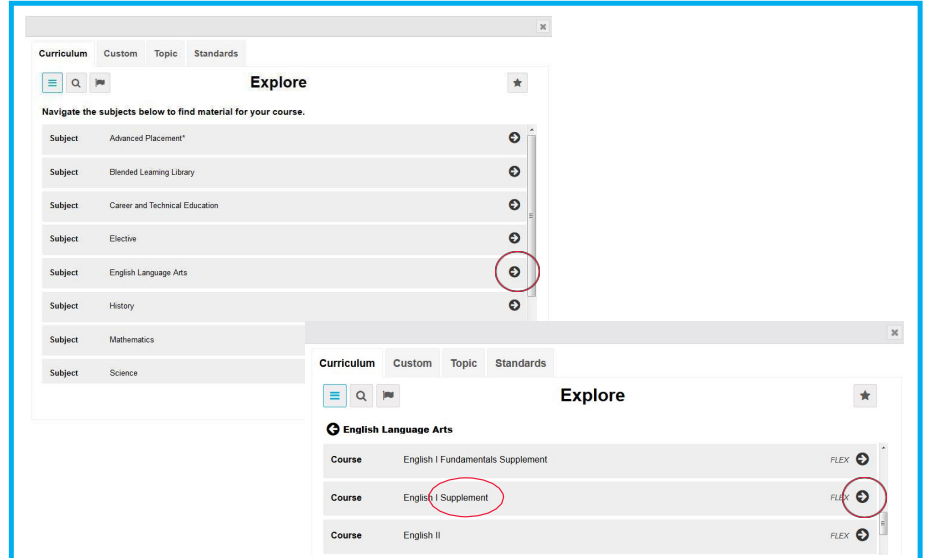 Curriculum Custom Topic Standards
Explore
Navigate the subjects below to find material for your course.
Subject Advanced Placement*
Subject Blended Learning Library
Subject Career and Technical Education
Subject Elective
Subject English Language Arts
Subject History
Subject Mathematics
Subject Science
Curriculum Custom Topic Standards
Explore
English Language Arts
Course English I Fundamentals Supplement FLEX
Course English I Supplement FLEX
Course English II FLEX